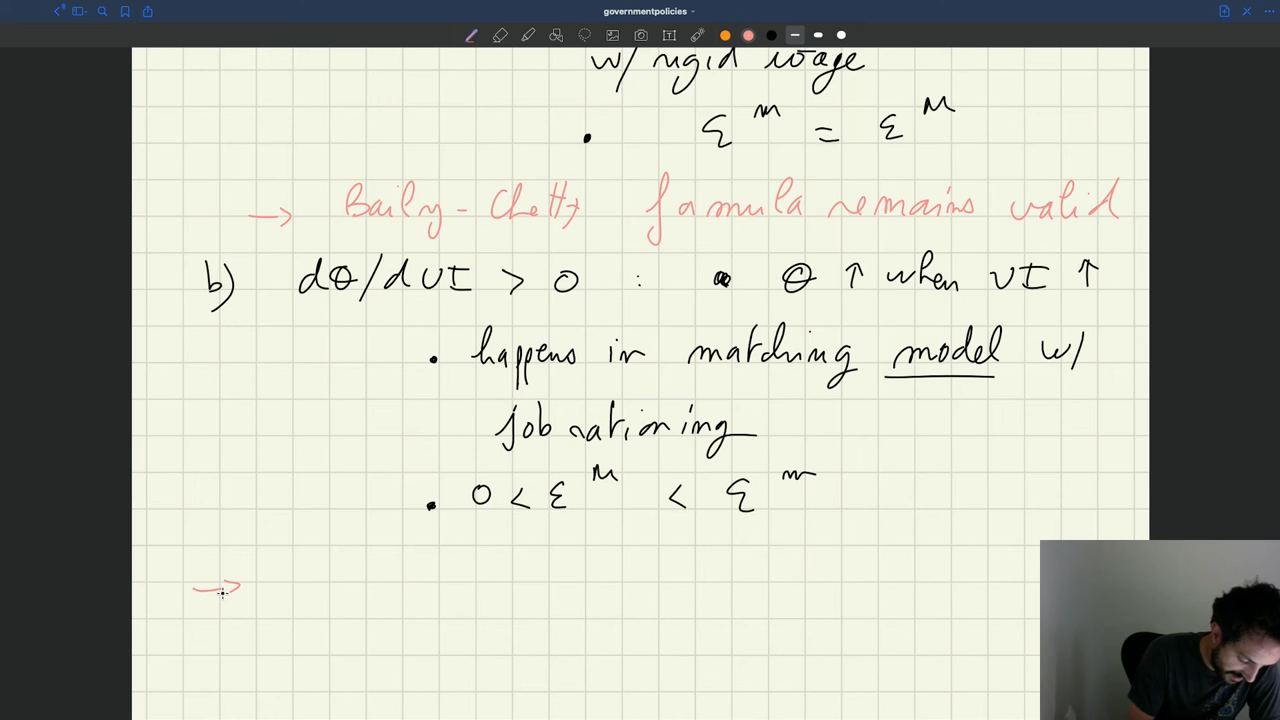 governmentpolicies
w/ rigid wage
• ε^m = ε^M
→ Baily-Chetty formula remains valid
b) dθ/dUI > 0 : • θ ↑ when UI ↑
• happens in matching model w/
job rationing
• 0 < ε^M < ε^m
→